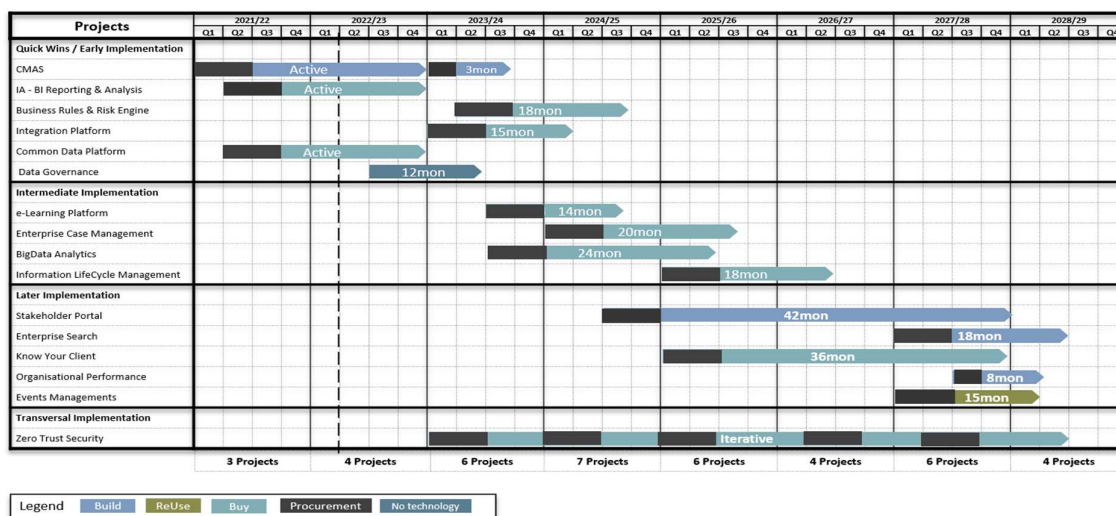 Projects 2021/22 2022/23 2023/24 2024/25 2025/26 2026/27 2027/28 2028/29
Q1 Q2 Q3 Q4 Q1 Q2 Q3 Q4 Q1 Q2 Q3 Q4 Q1 Q2 Q3 Q4 Q1 Q2 Q3 Q4 Q1 Q2 Q3 Q4 Q1 Q2 Q3 Q4 Q1 Q2 Q3 Q4
Quick Wins / Early Implementation
CMAS Active 3mon
IA - BI Reporting & Analysis Active
Business Rules & Risk Engine 18mon
Integration Platform 15mon
Common Data Platform Active
Data Governance 12mon
Intermediate Implementation
e-Learning Platform 14mon
Enterprise Case Management 20mon
BigData Analytics 24mon
Information LifeCycle Management 18mon
Later Implementation
Stakeholder Portal 42mon
Enterprise Search 18mon
Know Your Client 36mon
Organisational Performance 8mon
Events Managements 15mon
Transversal Implementation
Zero Trust Security Iterative
3 Projects 4 Projects 6 Projects 7 Projects 6 Projects 4 Projects 6 Projects 4 Projects
Legend Build ReUse Buy Procurement No technology